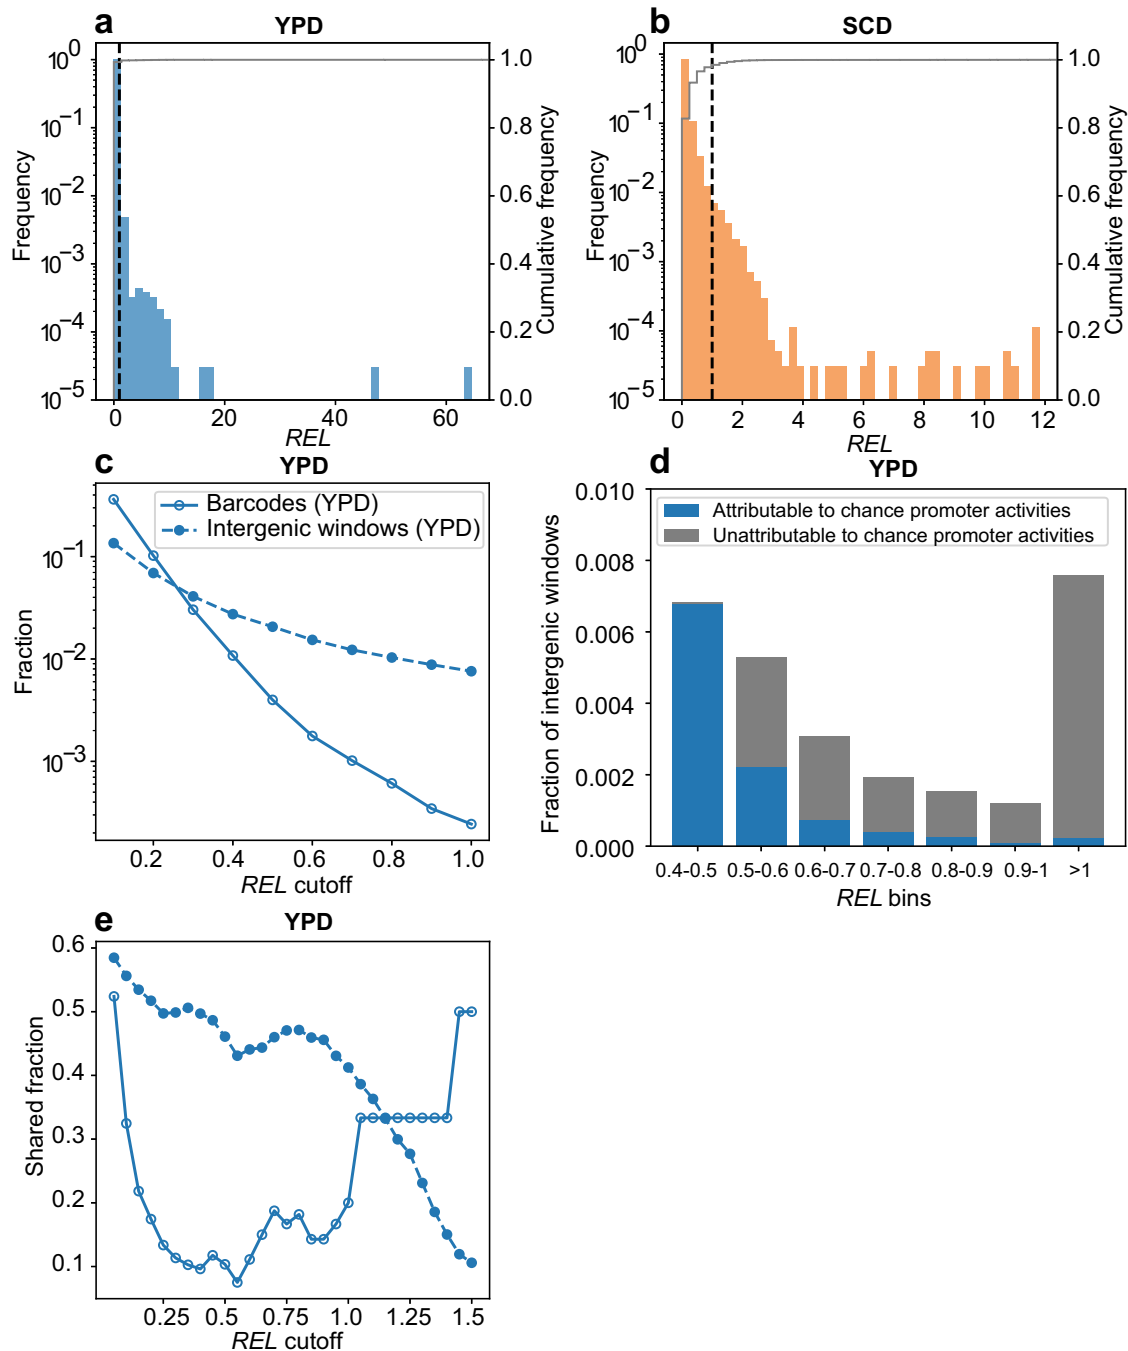 a
YPD
10⁰
10⁻¹
10⁻²
10⁻³
10⁻⁴
10⁻⁵
Frequency
0
20
40
60
REL
1.0
0.8
0.6
0.4
0.2
0.0
Cumulative frequency
b
SCD
10⁰
10⁻¹
10⁻²
10⁻³
10⁻⁴
10⁻⁵
Frequency
0
2
4
6
8
10
12
REL
1.0
0.8
0.6
0.4
0.2
0.0
Cumulative frequency
c
YPD
Barcodes (YPD)
Intergenic windows (YPD)
10⁻¹
10⁻²
10⁻³
Fraction
0.2
0.4
0.6
0.8
1.0
REL cutoff
d
YPD
Attributable to chance promoter activities
Unattributable to chance promoter activities
0.010
0.008
0.006
0.004
0.002
0.000
Fraction of intergenic windows
0.4-0.5
0.5-0.6
0.6-0.7
0.7-0.8
0.8-0.9
0.9-1
>1
REL bins
e
YPD
0.6
0.5
0.4
0.3
0.2
0.1
Shared fraction
0.25
0.5
0.75
1.0
1.25
1.5
REL cutoff